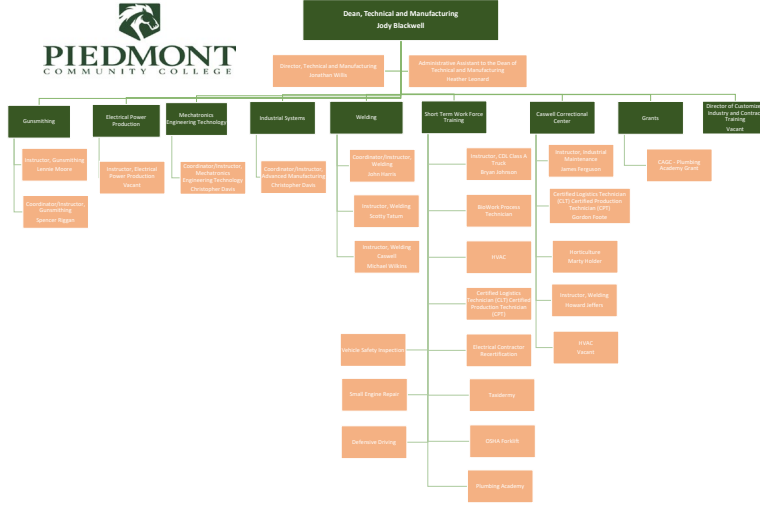 Dean, Technical and Manufacturing
Jody Blackwell
PIEDMONT
COMMUNITY COLLEGE
Director, Technical and Manufacturing
Jonathan Wills
Administrative Assistant to the Dean of
Technical and Manufacturing
Heather Leonard
Gunsmithing
Electrical Power
Production
Mechatronics
Engineering Technology
Industrial Systems
Welding
Short Term Work Force
Training
Caswell Correctional
Center
Grants
Director of Customize
Industry and Contrac
Training
Vacant
Instructor, Gunsmithing
Lennie Moens
Coordinator/Instructor,
Gunsmithing
Spencer Riggan
Instructor, Electrical
Power Production
Vacant
Coordinator/Instructor,
Mechatronics
Engineering Technology
Christopher Davis
Coordinator/Instructor,
Advanced Manufacturing
Christopher Davis
Coordinator/Instructor,
Welding
John Harris
Instructor, Welding
Scotty Tatum
Instructor, Welding
Caswell
Michael Wilkins
Vehicle Safety Inspection
Small Engine Repair
Defensive Driving
Instructor, CDL Class A
Truck
Bryan Johnson
BioWork Process
Technician
HVAC
Certified Logistics
Technician (CLT) Certified
Production Technician
(CPT)
Electrical Contractor
Recertification
Taxidermy
OSHA Forklift
Plumbing Academy
Instructor, Industrial
Maintenance
James Ferguson
Certified Logistics Technician
(CLT) Certified Production
Technician (CPT)
Gordon Foote
Horticulture
Marty Holder
Instructor, Welding
Howard Jeffers
HVAC
Vacant
CAGC - Plumbing
Academy Grant